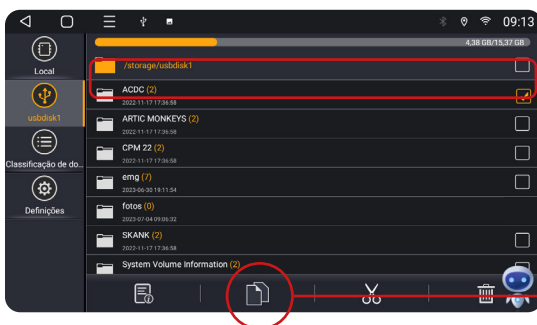 09:13
4,38 GB/15,37 GB
Local
usbdisk1
Classificação de do...
Definições
/storage/usbdisk1
ACDC (2)
2022-11-17 17:36:58
ARTIC MONKEYS (2)
2022-11-17 17:36:58
CPM 22 (2)
2022-11-17 17:36:58
emg (7)
2023-06-30 19:11:54
fotos (0)
2023-07-04 09:06:32
SKANK (2)
2022-11-17 17:36:58
System Volume Information (2)